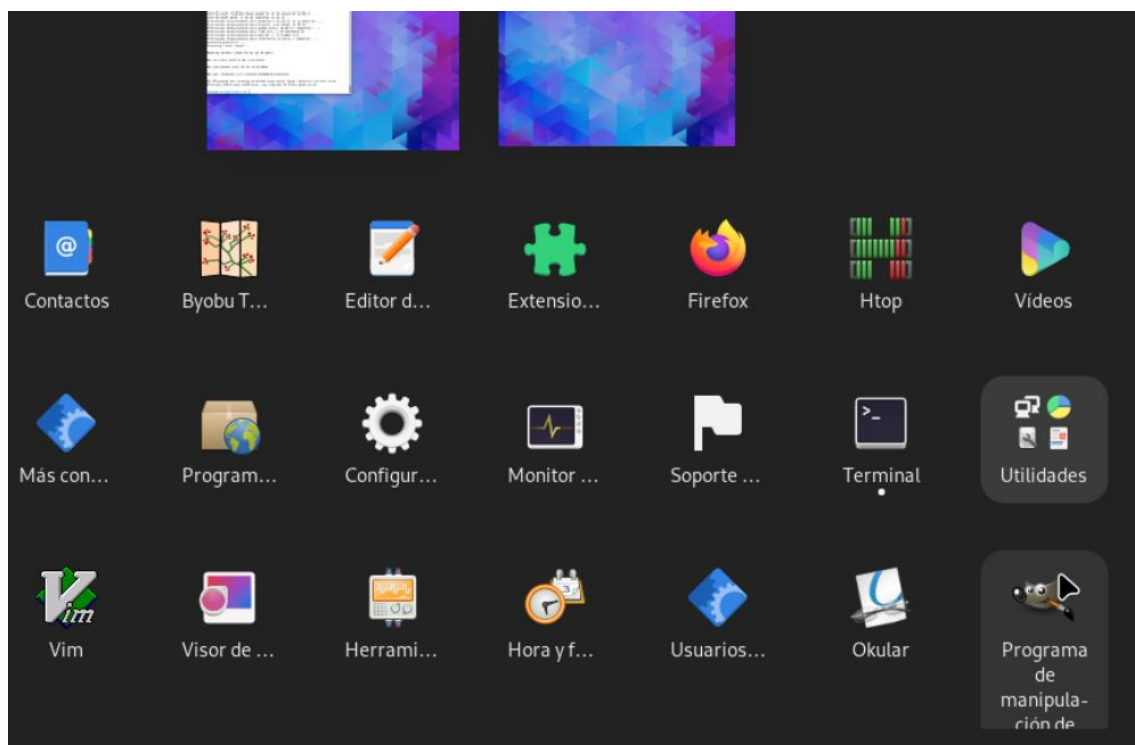 Contactos
Byobu T...
Editor d...
Extensio...
Firefox
Htop
Vídeos
Más con...
Program...
Configur...
Monitor ...
Soporte ...
Terminal
Utilidades
Vim
Visor de ...
Herrami...
Hora y f...
Usuarios...
Okular
Programa
de
manipula-
ción de